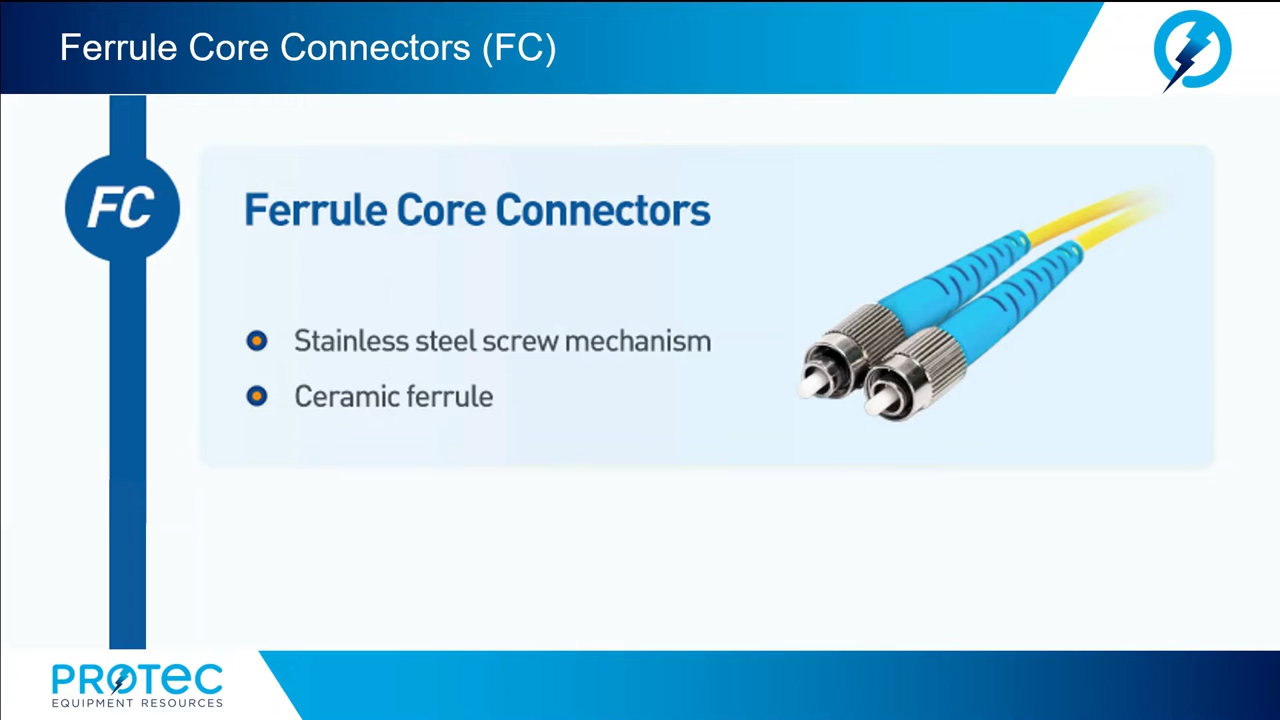 Ferrule Core Connectors (FC)
FC
Ferrule Core Connectors
Stainless steel screw mechanism
Ceramic ferrule
PROTEC
EQUIPMENT RESOURCES